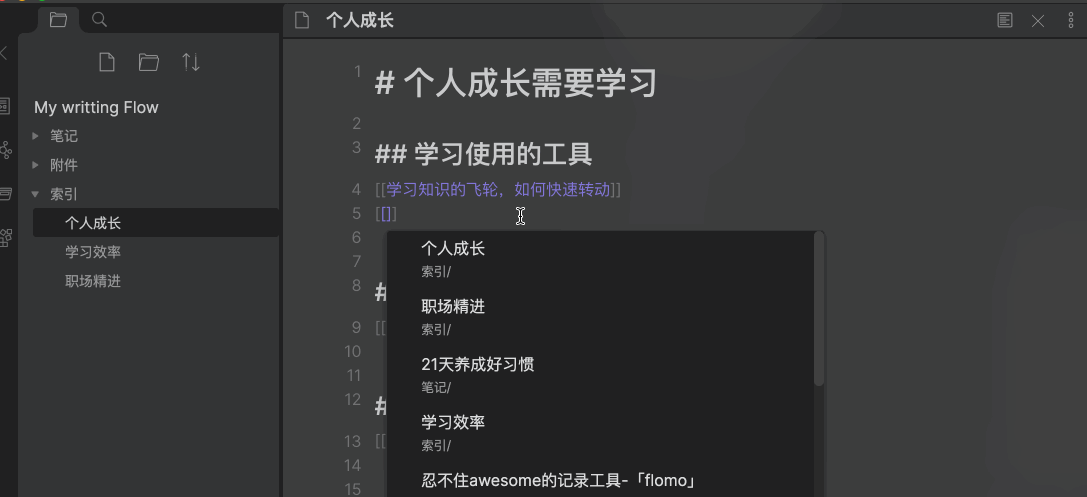 个人成长
My writting Flow
笔记
附件
索引
个人成长
学习效率
职场精进
1 # 个人成长需要学习
2
3 ## 学习使用的工具
4 [[学习知识的飞轮，如何快速转动]]
5 [[]]
6
7
8 #
9 [[
10
11
12 #
13 [[
14
15
个人成长
索引/
职场精进
索引/
21天养成好习惯
笔记/
学习效率
索引/
忍不住awesome的记录工具-「flomo」